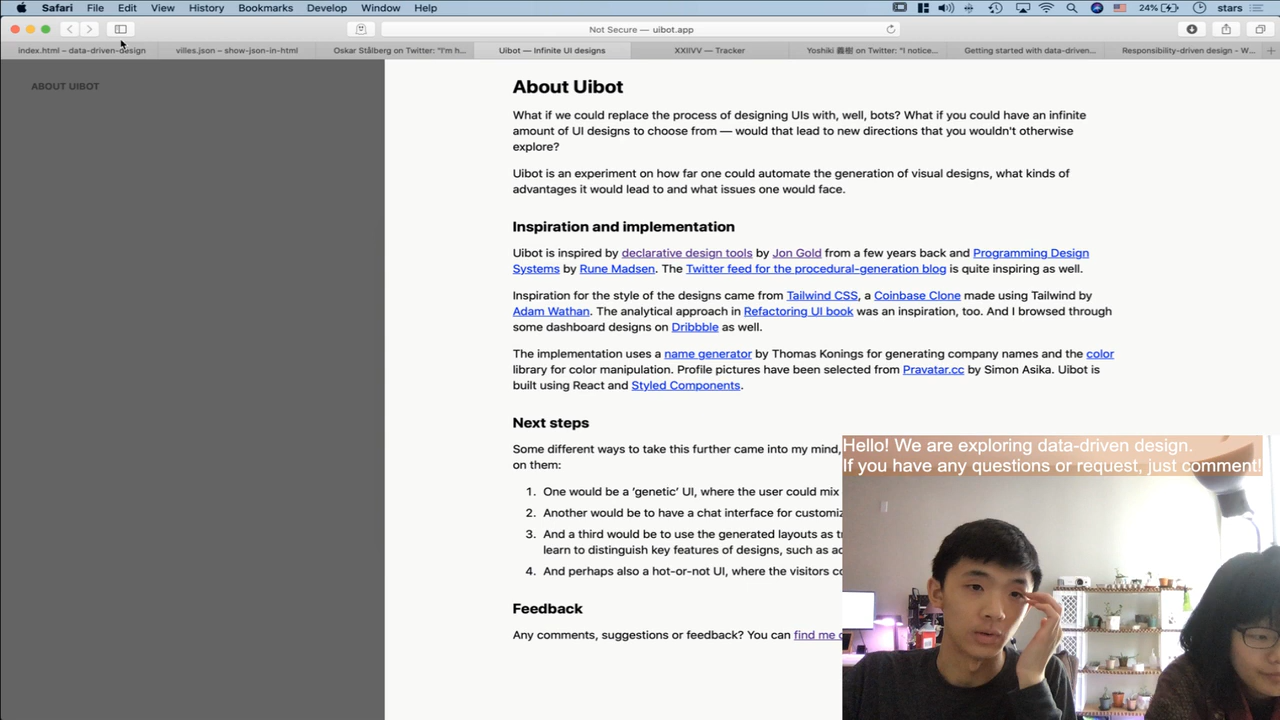 Safari File Edit View History Bookmarks Develop Window Help 24% stars
Not Secure — uibot.app
index.html – data-driven-design villes.json – show-json-in-html Oskar Stålberg on Twitter: "I'm h... Uibot — Infinite UI designs XXIIVV — Tracker Yoshiki 義樹 on Twitter: "I notice... Getting started with data-driven... Responsibility-driven design - W...
ABOUT UIBOT
About Uibot
What if we could replace the process of designing UIs with, well, bots? What if you could have an infinite
amount of UI designs to choose from — would that lead to new directions that you wouldn't otherwise
explore?
Uibot is an experiment on how far one could automate the generation of visual designs, what kinds of
advantages it would lead to and what issues one would face.
Inspiration and implementation
Uibot is inspired by declarative design tools by Jon Gold from a few years back and Programming Design
Systems by Rune Madsen. The Twitter feed for the procedural-generation blog is quite inspiring as well.
Inspiration for the style of the designs came from Tailwind CSS, a Coinbase Clone made using Tailwind by
Adam Wathan. The analytical approach in Refactoring UI book was an inspiration, too. And I browsed through
some dashboard designs on Dribbble as well.
The implementation uses a name generator by Thomas Konings for generating company names and the color
library for color manipulation. Profile pictures have been selected from Pravatar.cc by Simon Asika. Uibot is
built using React and Styled Components.
Next steps
Some different ways to take this further came into my mind,
on them:
1. One would be a ‘genetic’ UI, where the user could mix
2. Another would be to have a chat interface for customiz
3. And a third would be to use the generated layouts as tr
learn to distinguish key features of designs, such as ac
4. And perhaps also a hot-or-not UI, where the visitors co
Feedback
Any comments, suggestions or feedback? You can find me o
Hello! We are exploring data-driven design.
If you have any questions or request, just comment!